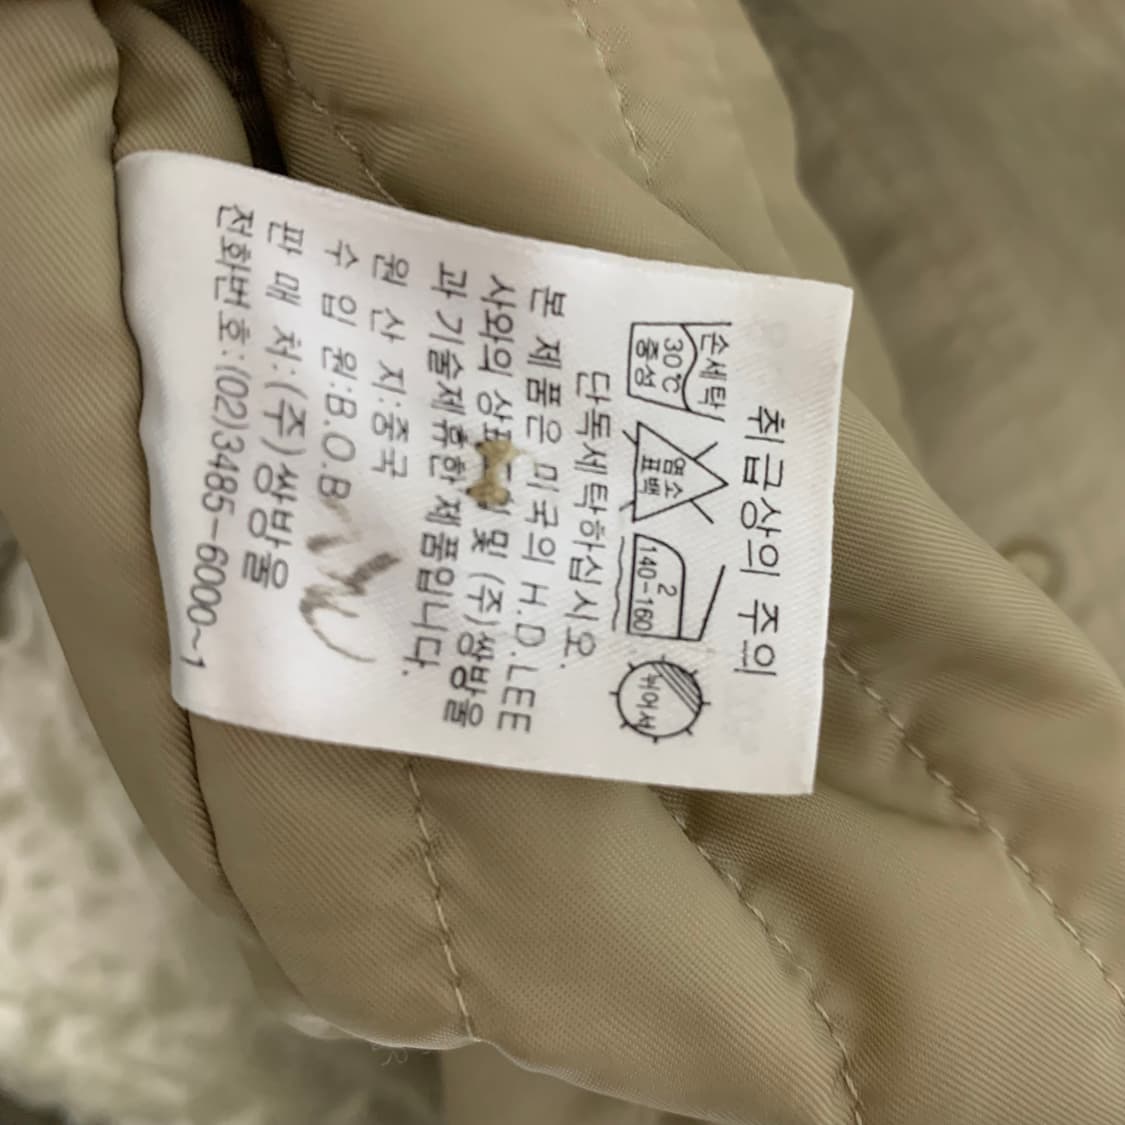 취급상의 주의
손세탁
30℃
중성
염소
표백
2
140-160
뉘어서
단독세탁하십시오.
본 제품은 미국의 H.D.LEE
사와의 및 (주)쌍방울
과 기술제휴한 제품입니다.
원 산 지:중국
수 입 원:B.O.B
판 매 처:(주)쌍방울
전화번호:(02)3485-6000~1